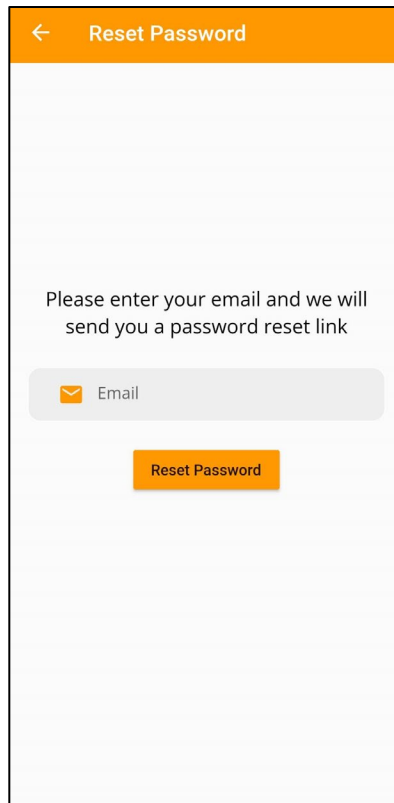 Reset Password
Please enter your email and we will
send you a password reset link
Email
Reset Password